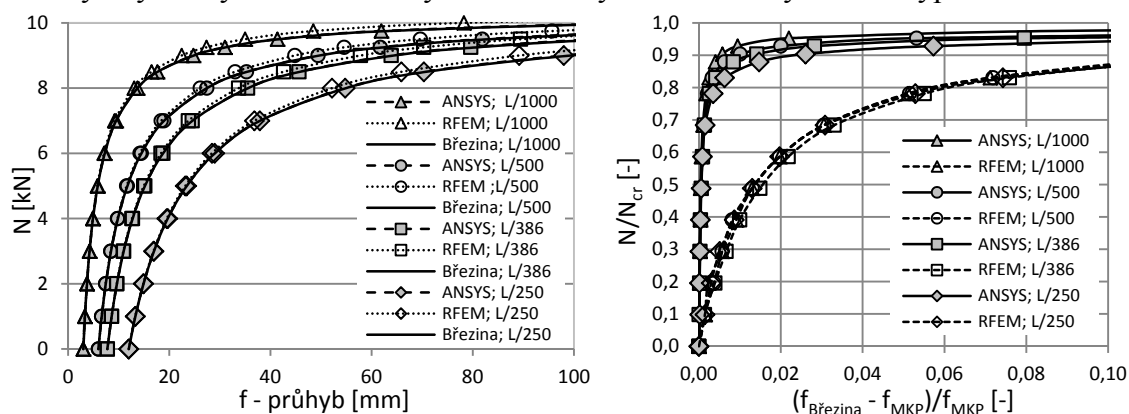 10
8
6
4
2
0
N [kN]
0
20
40
60
80
100
f - průhyb [mm]
ANSYS; L/1000
RFEM; L/1000
Březina; L/1000
ANSYS; L/500
RFEM ;L/500
Březina; L/500
ANSYS; L/386
RFEM; L/386
Březina; L/386
ANSYS; L/250
RFEM; L/250
Březina; L/250
1,0
0,9
0,8
0,7
0,6
0,5
0,4
0,3
0,2
0,1
0,0
N/Ncr [-]
0,00
0,02
0,04
0,06
0,08
0,10
(fBřezina - fMKP)/fMKP [-]
ANSYS; L/1000
RFEM; L/1000
ANSYS; L/500
RFEM; L/500
ANSYS; L/386
RFEM; L/386
ANSYS; L/250
RFEM; L/250